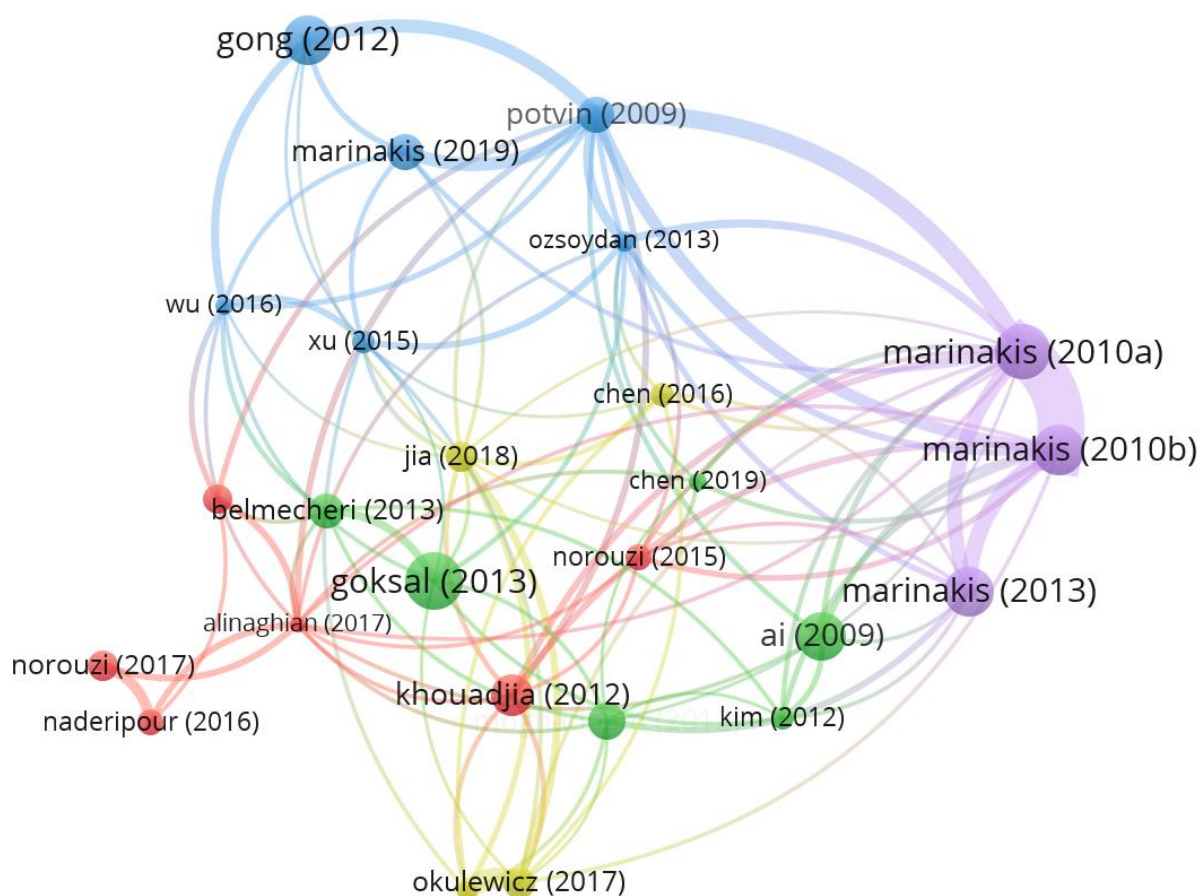 gong (2012)
potvin (2009)
marinakis (2019)
ozsoydan (2013)
wu (2016)
xu (2015)
marinakis (2010a)
chen (2016)
marinakis (2010b)
jia (2018)
chen (2019)
belmecheri (2013)
norouzi (2015)
goksal (2013)
marinakis (2013)
alinaghian (2017)
ai (2009)
norouzi (2017)
khouadjia (2012)
naderipour (2016)
kim (2012)
okulewicz (2017)